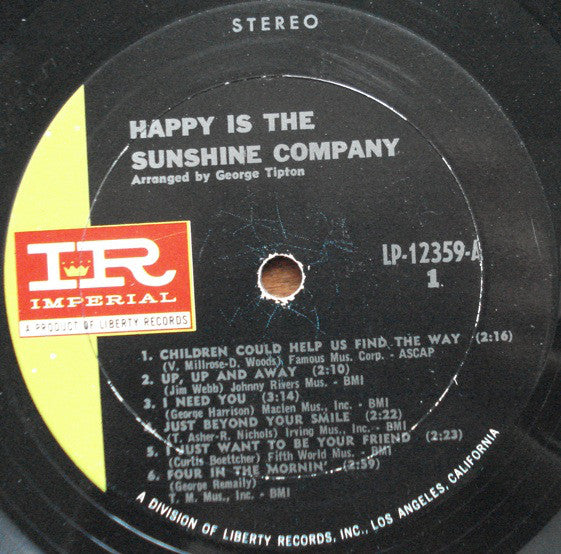 STEREO
HAPPY IS THE
SUNSHINE COMPANY
Arranged by George Tipton
IR
IMPERIAL
A PRODUCT OF LIBERTY RECORDS
LP-12359-A
1
1. CHILDREN COULD HELP US FIND THE WAY (2:16)
(V. Millrose-D. Woods) Famous Mus. Corp. - ASCAP
2. UP, UP AND AWAY (2:10)
(Jim Webb) Johnny Rivers Mus. - BMI
3. I NEED YOU (3:14)
(George Harrison) Maclen Mus., Inc. - BMI
JUST BEYOND YOUR SMILE (2:22)
(T. Asher-R. Nichols) Irving Mus. - BMI
5. I JUST WANT TO BE YOUR FRIEND (2:23)
(Curtis Boettcher) Fifth World Mus. - BMI
6. FOUR IN THE MORNIN' (2:59)
(George Remaily)
T. M. Mus., Inc. - BMI
A DIVISION OF LIBERTY RECORDS, INC., LOS ANGELES, CALIFORNIA